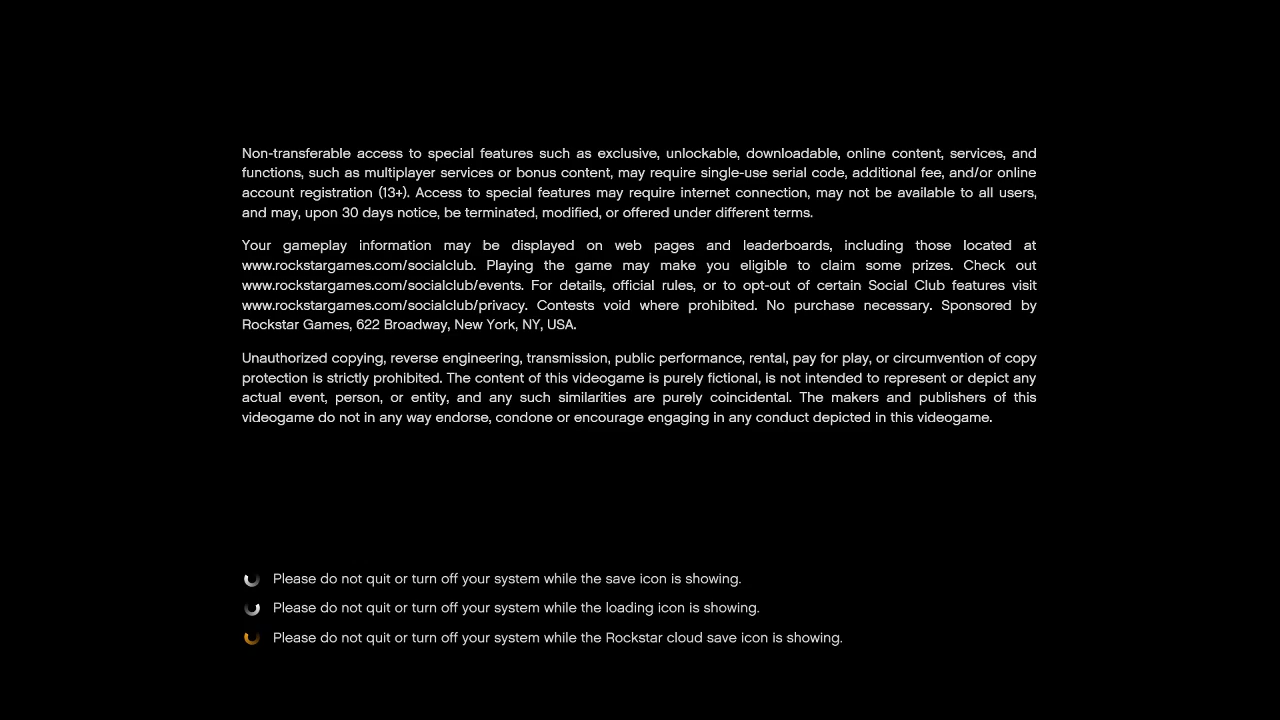 Non-transferable access to special features such as exclusive, unlockable, downloadable, online content, services, and
functions, such as multiplayer services or bonus content, may require single-use serial code, additional fee, and/or online
account registration (13+). Access to special features may require internet connection, may not be available to all users,
and may, upon 30 days notice, be terminated, modified, or offered under different terms.
Your gameplay information may be displayed on web pages and leaderboards, including those located at
www.rockstargames.com/socialclub. Playing the game may make you eligible to claim some prizes. Check out
www.rockstargames.com/socialclub/events. For details, official rules, or to opt-out of certain Social Club features visit
www.rockstargames.com/socialclub/privacy. Contests void where prohibited. No purchase necessary. Sponsored by
Rockstar Games, 622 Broadway, New York, NY, USA.
Unauthorized copying, reverse engineering, transmission, public performance, rental, pay for play, or circumvention of copy
protection is strictly prohibited. The content of this videogame is purely fictional, is not intended to represent or depict any
actual event, person, or entity, and any such similarities are purely coincidental. The makers and publishers of this
videogame do not in any way endorse, condone or encourage engaging in any conduct depicted in this videogame.
Please do not quit or turn off your system while the save icon is showing.
Please do not quit or turn off your system while the loading icon is showing.
Please do not quit or turn off your system while the Rockstar cloud save icon is showing.